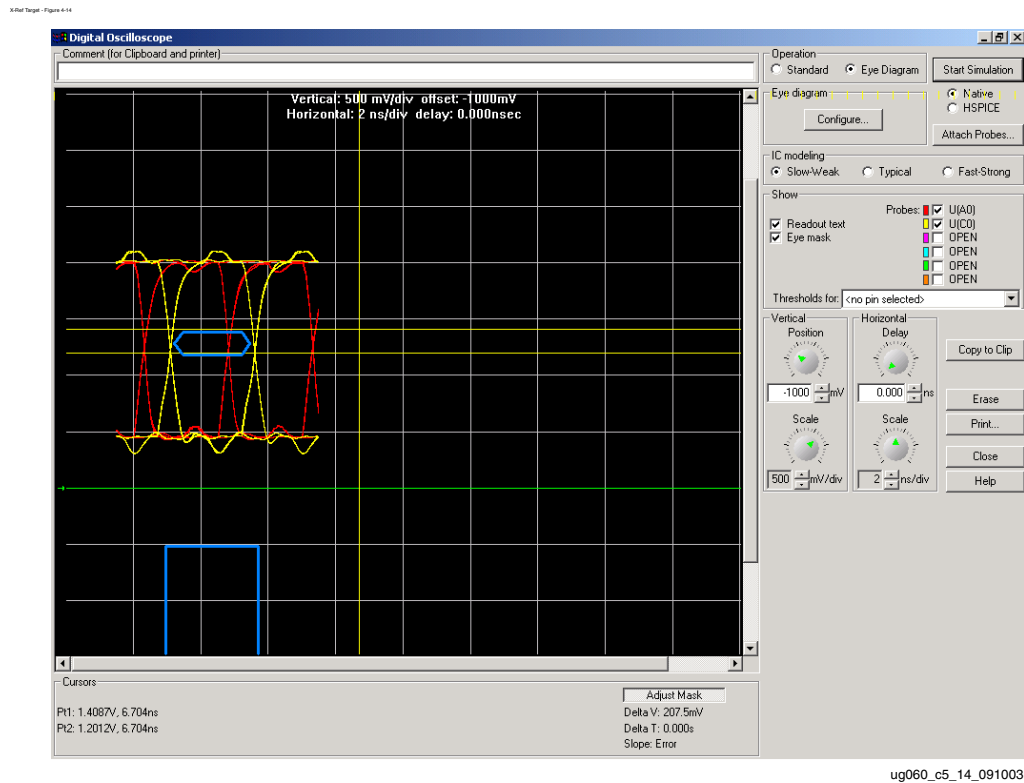 X-Ref Target - Figure 4-14
Digital Oscilloscope
Comment (for Clipboard and printer)
Vertical: 500 mV/div offset: -1000mV
Horizontal: 2 ns/div delay: 0.000nsec
Operation
Standard Eye Diagram
Start Simulation
Eye diagram
Configure...
Native
HSPICE
Attach Probes...
IC modeling
Slow-Weak Typical Fast-Strong
Show
Probes: U(A0)
Readout text U(C0)
Eye mask OPEN
OPEN
OPEN
OPEN
Thresholds for: <no pin selected>
Vertical Horizontal
Position Delay
-1000 mV 0.000 ns
Scale Scale
500 mV/div 2 ns/div
Copy to Clip
Erase
Print...
Close
Help
Cursors
Adjust Mask
Pt1: 1.4087V, 6.704ns Delta V: 207.5mV
Pt2: 1.2012V, 6.704ns Delta T: 0.000s
Slope: Error
ug060_c5_14_091003